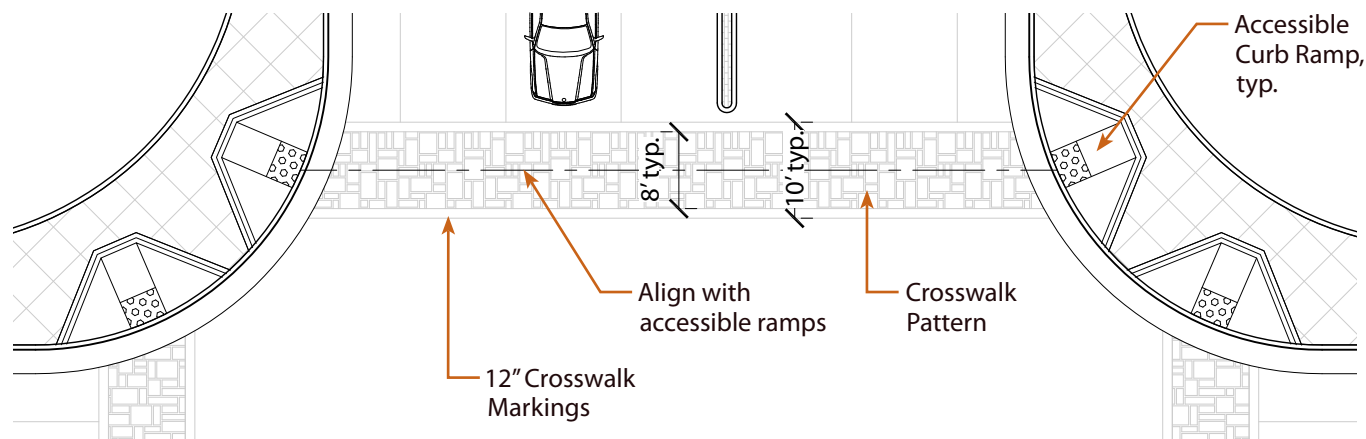 Accessible
Curb Ramp,
typ.
8’ typ.
10’ typ.
Align with
accessible ramps
Crosswalk
Pattern
12” Crosswalk
Markings